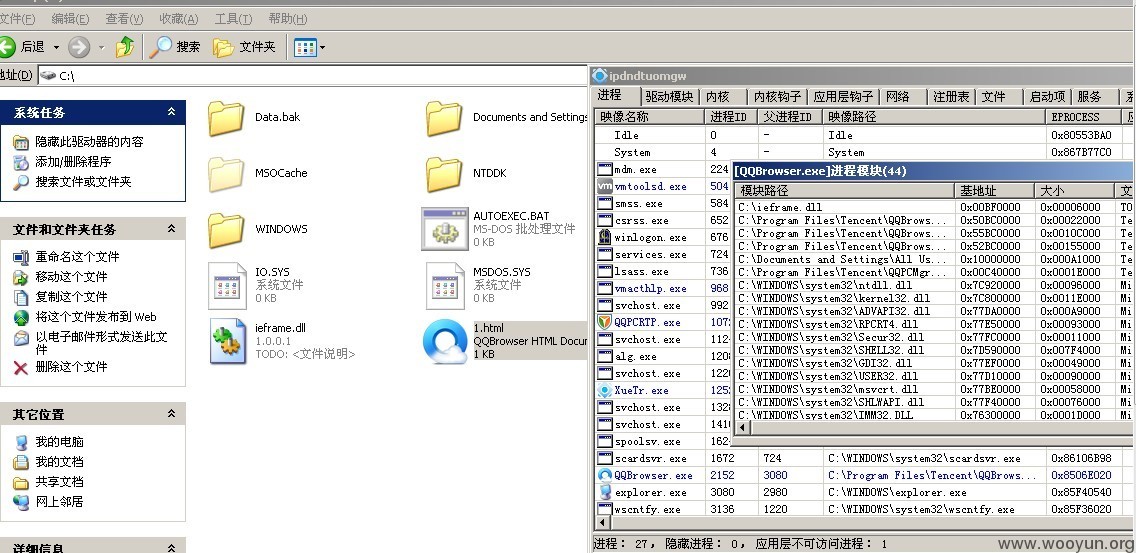 文件(F) 编辑(E) 查看(V) 收藏(A) 工具(T) 帮助(H)
后退 搜索 文件夹
地址(D) C:\
系统任务
隐藏此驱动器的内容
添加/删除程序
搜索文件或文件夹
文件和文件夹任务
重命名这个文件
移动这个文件
复制这个文件
将这个文件发布到 Web
以电子邮件形式发送此文
件
删除这个文件
其它位置
我的电脑
我的文档
共享文档
网上邻居
详细信息
Data.bak
Documents and Settings
MSOCache
NTDDK
WINDOWS
AUTOEXEC.BAT
MS-DOS 批处理文件
0 KB
IO.SYS
系统文件
0 KB
MSDOS.SYS
系统文件
0 KB
ieframe.dll
1.0.0.1
TODO: <文件说明>
1.html
QQBrowser HTML Docur
1 KB
ipdndtuomgw
进程 驱动模块 内核 内核钩子 应用层钩子 网络 注册表 文件 启动项 服务
映像名称 进程ID 父进程ID 映像路径 EPROCESS
Idle 0 - Idle 0x80553BA0
System 4 - System 0x867B77C0
mdm.exe 224
vmtoolsd.exe 504
smss.exe 584
csrss.exe 652
winlogon.exe 676
services.exe 724
lsass.exe 736
vmacthlp.exe 968
svchost.exe 992
QQPCRTP.exe 107
svchost.exe 112
alg.exe 120
svchost.exe 122
XueTr.exe 125
svchost.exe 132
svchost.exe 141
spoolsv.exe 162
scardsvr.exe 1672 724 C:\WINDOWS\system32\scardsvr.exe 0x86106B98
QQBrowser.exe 2152 3080 C:\Program Files\Tencent\QQBrows... 0x8506E020
explorer.exe 3080 2980 C:\WINDOWS\explorer.exe 0x85F40540
wscntfy.exe 3136 1220 C:\WINDOWS\system32\wscntfy.exe 0x85F36020
[QQBrowser.exe]进程模块(44)
模块路径 基地址 大小 文
C:\ieframe.dll 0x00BF0000 0x00006000 TO
C:\Program Files\Tencent\QQBrows... 0x50BC0000 0x00022000 Te
C:\Program Files\Tencent\QQBrows... 0x55BC0000 0x0010C000 Te
C:\Program Files\Tencent\QQBrows... 0x52BC0000 0x00155000 Te
C:\Documents and Settings\All Us... 0x10000000 0x000A1000 Te
C:\Program Files\Tencent\QQPCMgr... 0x00C40000 0x0001E000 Te
C:\WINDOWS\system32\ntdll.dll 0x7C920000 0x00096000 Mi
C:\WINDOWS\system32\kernel32.dll 0x7C800000 0x0011E000 Mi
C:\WINDOWS\system32\ADVAPI32.dll 0x77DA0000 0x000A9000 Mi
C:\WINDOWS\system32\RPCRT4.dll 0x77E50000 0x00093000 Mi
C:\WINDOWS\system32\Secur32.dll 0x77FC0000 0x00011000 Mi
C:\WINDOWS\system32\SHELL32.dll 0x7D590000 0x007F4000 Mi
C:\WINDOWS\system32\GDI32.dll 0x77EF0000 0x00049000 Mi
C:\WINDOWS\system32\USER32.dll 0x77D10000 0x00090000 Mi
C:\WINDOWS\system32\msvcrt.dll 0x77BE0000 0x00058000 Mi
C:\WINDOWS\system32\SHLWAPI.dll 0x77F40000 0x00076000 Mi
C:\WINDOWS\system32\IMM32.DLL 0x76300000 0x0001D000 Mi
进程: 27, 隐藏进程: 0, 应用层不可访问进程: 1
www.wooyun.org